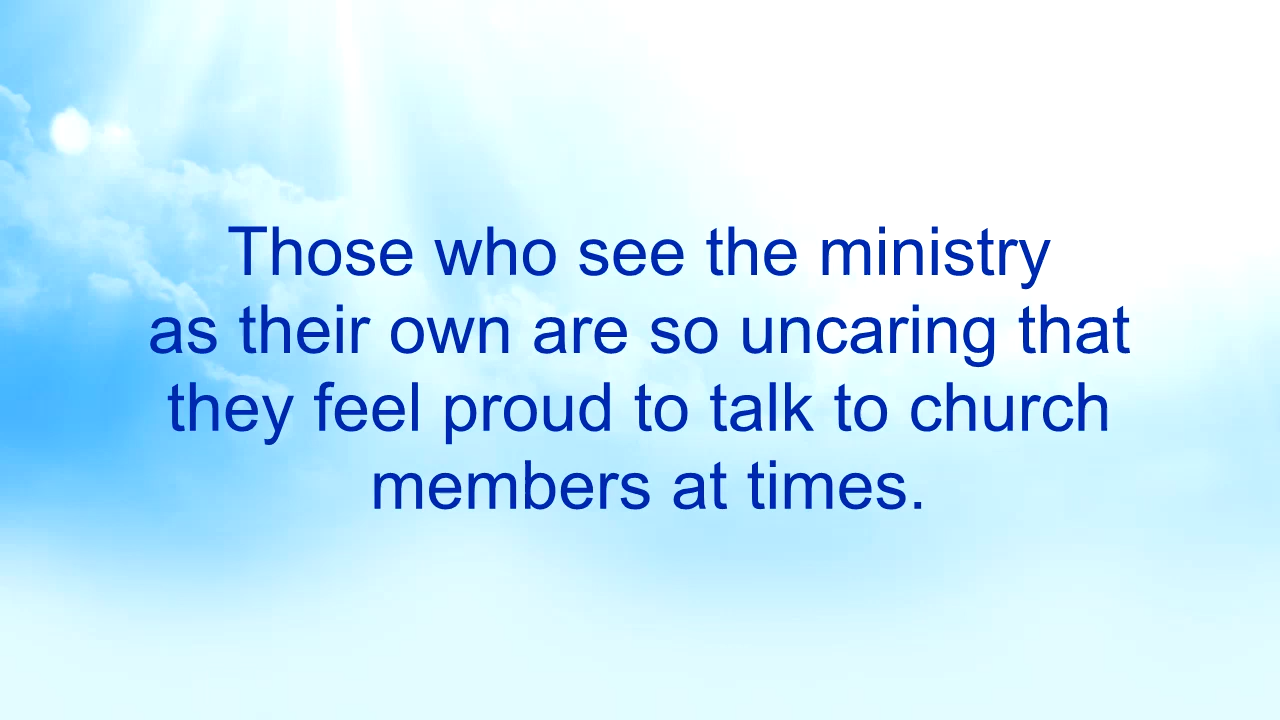 Those who see the ministry
as their own are so uncaring that
they feel proud to talk to church
members at times.